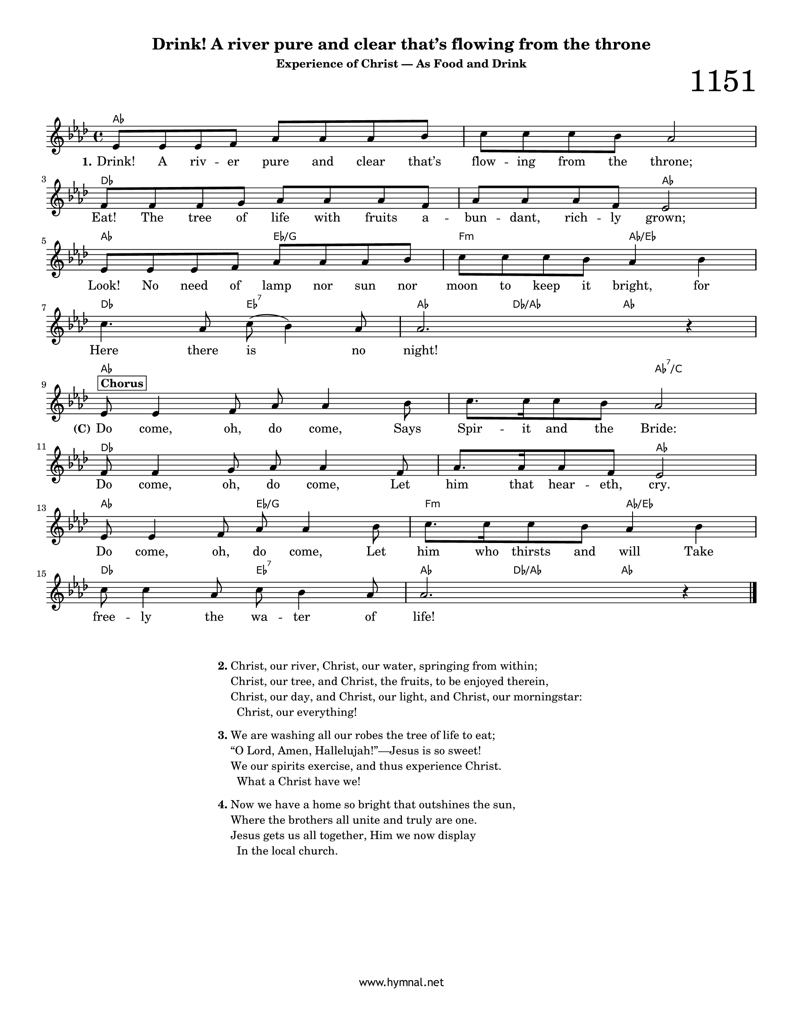 Drink! A river pure and clear that’s flowing from the throne
Experience of Christ — As Food and Drink
1151
A♭
1. Drink! A riv - er pure and clear that’s flow - ing from the throne;
3 D♭ A♭
Eat! The tree of life with fruits a - bun - dant, rich - ly grown;
5 A♭ E♭/G Fm A♭/E♭
Look! No need of lamp nor sun nor moon to keep it bright, for
7 D♭ E♭7 A♭ D♭/A♭ A♭
Here there is no night!
A♭ A♭7/C
9 Chorus
(C) Do come, oh, do come, Says Spir - it and the Bride:
11 D♭ A♭
Do come, oh, do come, Let him that hear - eth, cry.
13 A♭ E♭/G Fm A♭/E♭
Do come, oh, do come, Let him who thirsts and will Take
15 D♭ E♭7 A♭ D♭/A♭ A♭
free - ly the wa - ter of life!
2. Christ, our river, Christ, our water, springing from within;
Christ, our tree, and Christ, the fruits, to be enjoyed therein,
Christ, our day, and Christ, our light, and Christ, our morningstar:
Christ, our everything!
3. We are washing all our robes the tree of life to eat;
“O Lord, Amen, Hallelujah!”—Jesus is so sweet!
We our spirits exercise, and thus experience Christ.
What a Christ have we!
4. Now we have a home so bright that outshines the sun,
Where the brothers all unite and truly are one.
Jesus gets us all together, Him we now display
In the local church.
www.hymnal.net